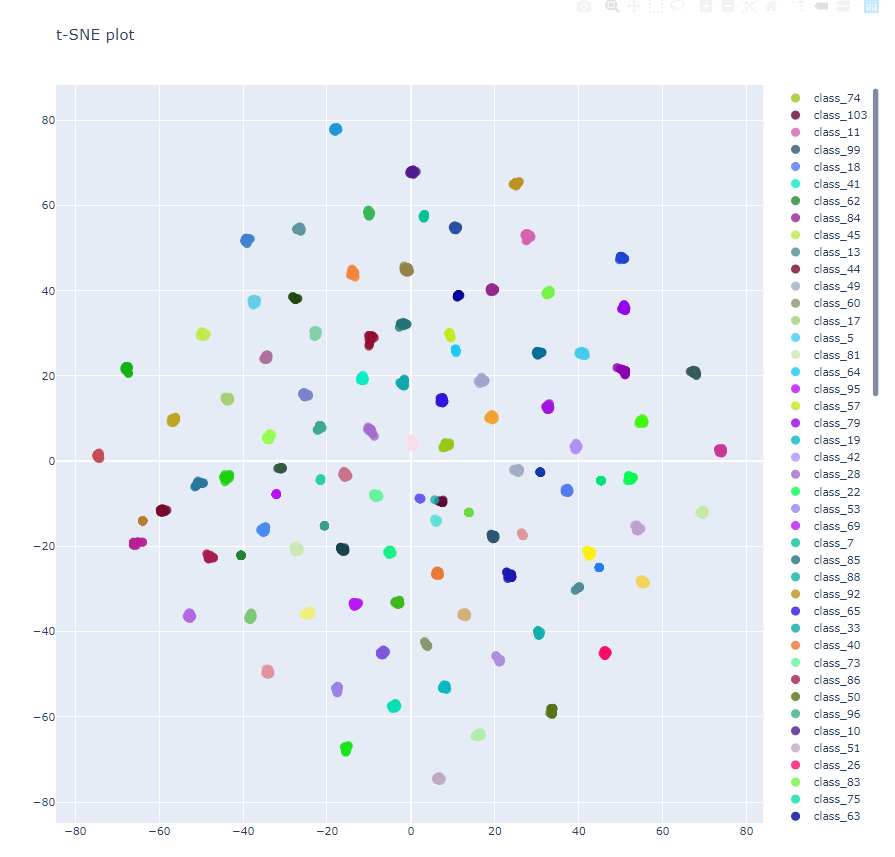 t-SNE plot
80
60
40
20
0
−20
−40
−60
−80
−80
−60
−40
−20
0
20
40
60
80
class_74
class_103
class_11
class_99
class_18
class_41
class_62
class_84
class_45
class_13
class_44
class_49
class_60
class_17
class_5
class_81
class_64
class_95
class_57
class_79
class_19
class_42
class_28
class_22
class_53
class_69
class_7
class_85
class_88
class_92
class_65
class_33
class_40
class_73
class_86
class_50
class_96
class_10
class_51
class_26
class_83
class_75
class_63